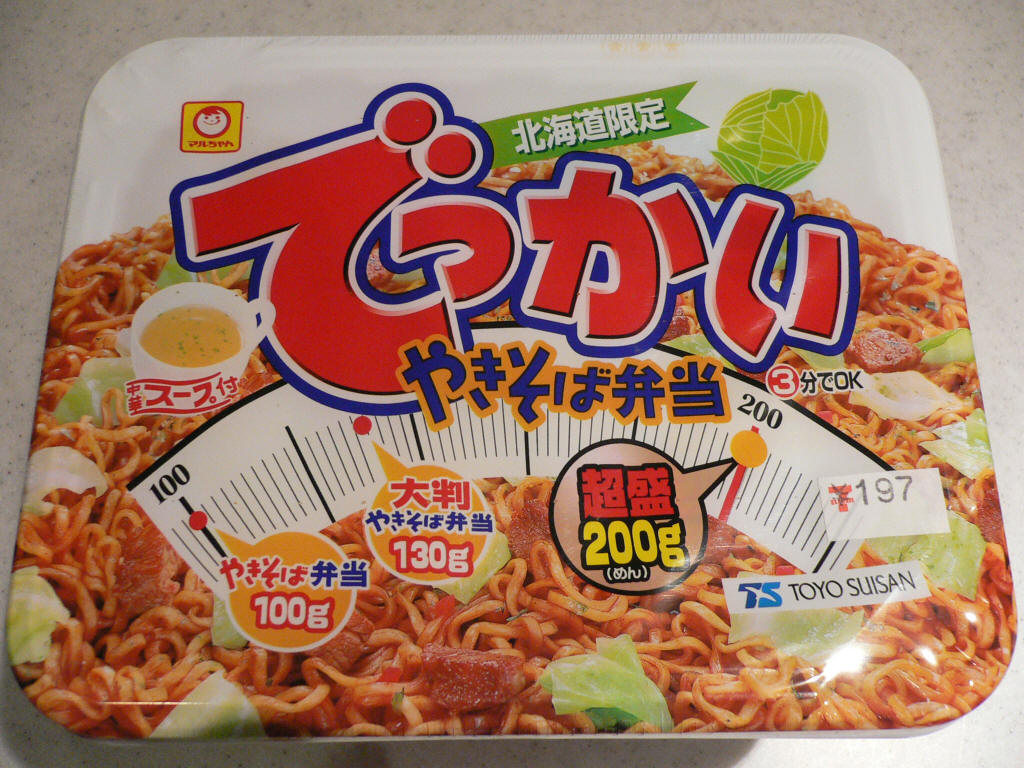 マルちゃん
北海道限定
でっかい
やきそば弁当
3分でOK
中華スープ付
100
200
大判
やきそば弁当
130g
超盛
200g
(めん)
¥197
やきそば弁当
100g
TS TOYO SUISAN